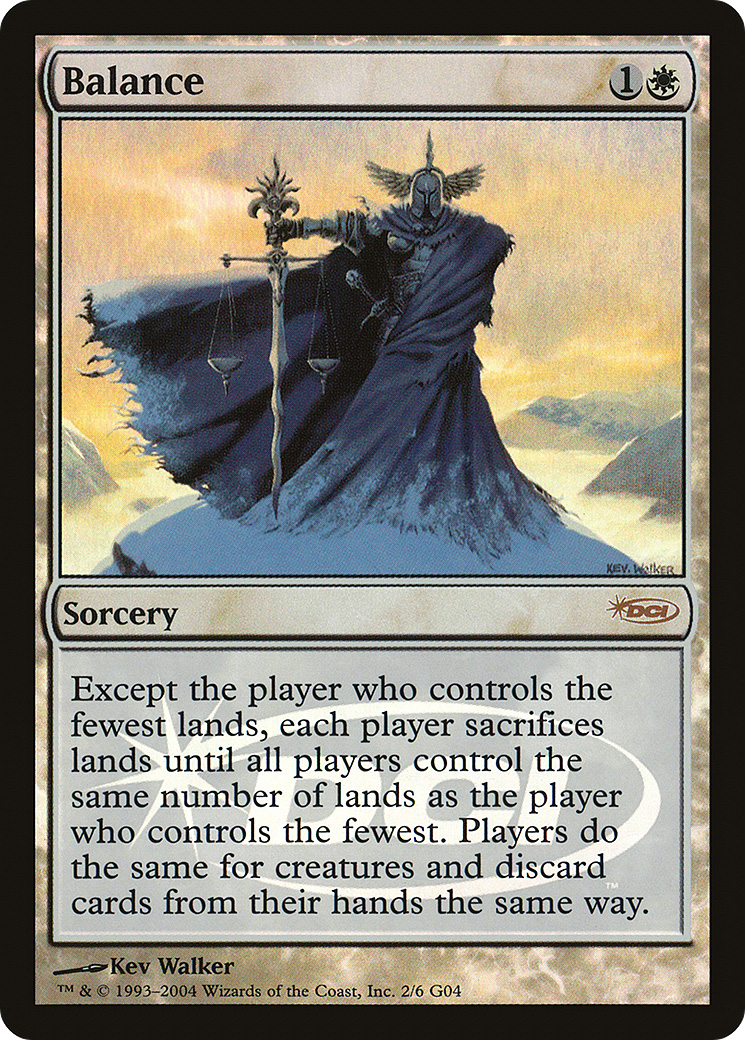 Balance 1
KEV. WALKER
Sorcery DCI
Except the player who controls the
fewest lands, each player sacrifices
lands until all players control the
same number of lands as the player
who controls the fewest. Players do
the same for creatures and discard
cards from their hands the same way.
DCI ™
Kev Walker
™ & © 1993–2004 Wizards of the Coast, Inc. 2/6 G04